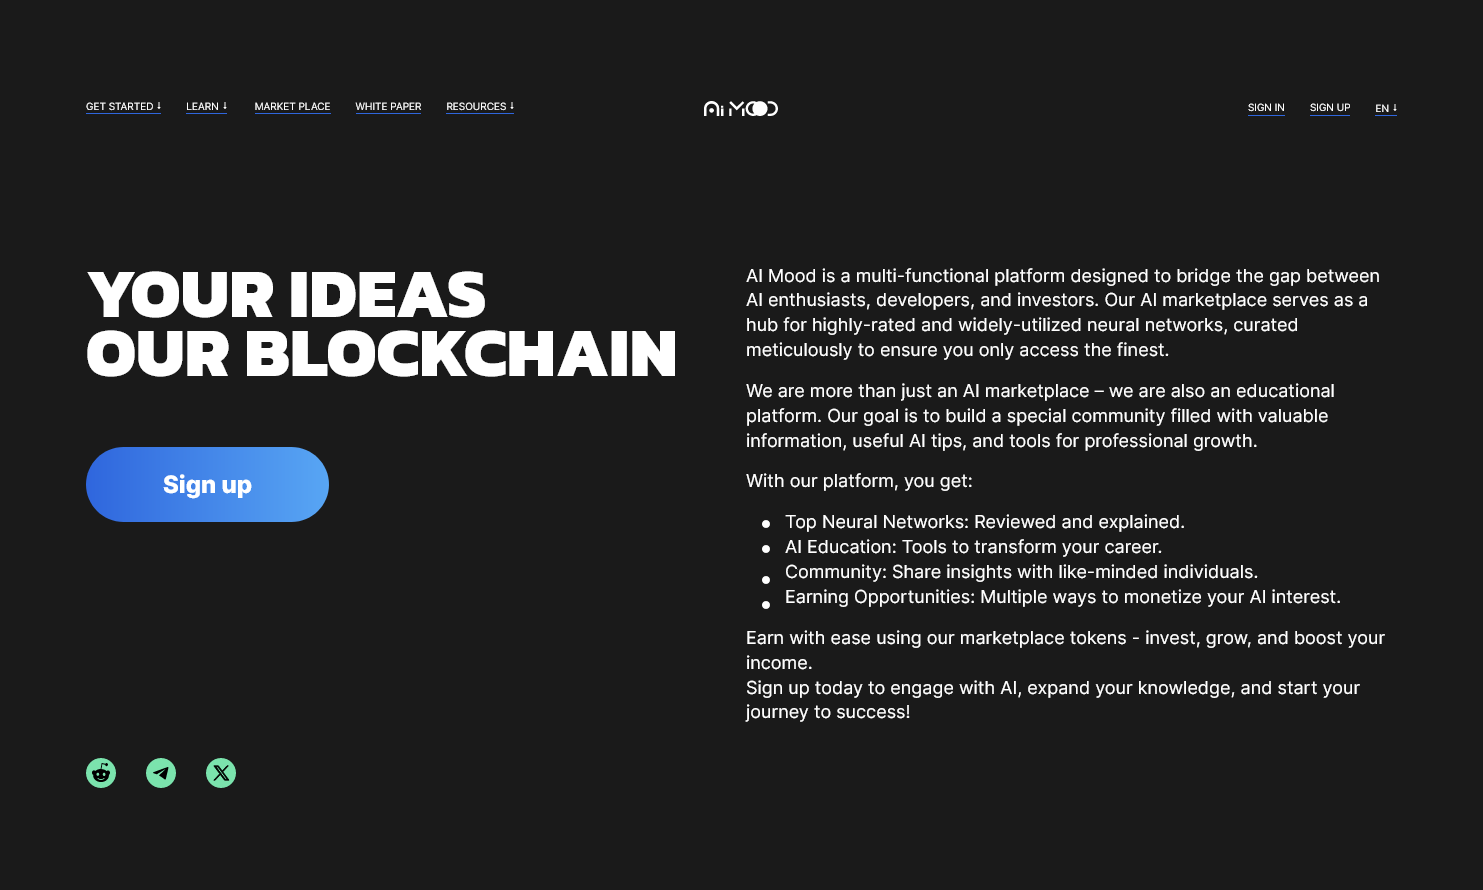 GET STARTED ↓
LEARN ↓
MARKET PLACE
WHITE PAPER
RESOURCES ↓
Ai MOOD
SIGN IN
SIGN UP
EN ↓
YOUR IDEAS
OUR BLOCKCHAIN
Sign up
AI Mood is a multi-functional platform designed to bridge the gap between
AI enthusiasts, developers, and investors. Our AI marketplace serves as a
hub for highly-rated and widely-utilized neural networks, curated
meticulously to ensure you only access the finest.
We are more than just an AI marketplace – we are also an educational
platform. Our goal is to build a special community filled with valuable
information, useful AI tips, and tools for professional growth.
With our platform, you get:
● Top Neural Networks: Reviewed and explained.
● AI Education: Tools to transform your career.
● Community: Share insights with like-minded individuals.
● Earning Opportunities: Multiple ways to monetize your AI interest.
Earn with ease using our marketplace tokens - invest, grow, and boost your
income.
Sign up today to engage with AI, expand your knowledge, and start your
journey to success!